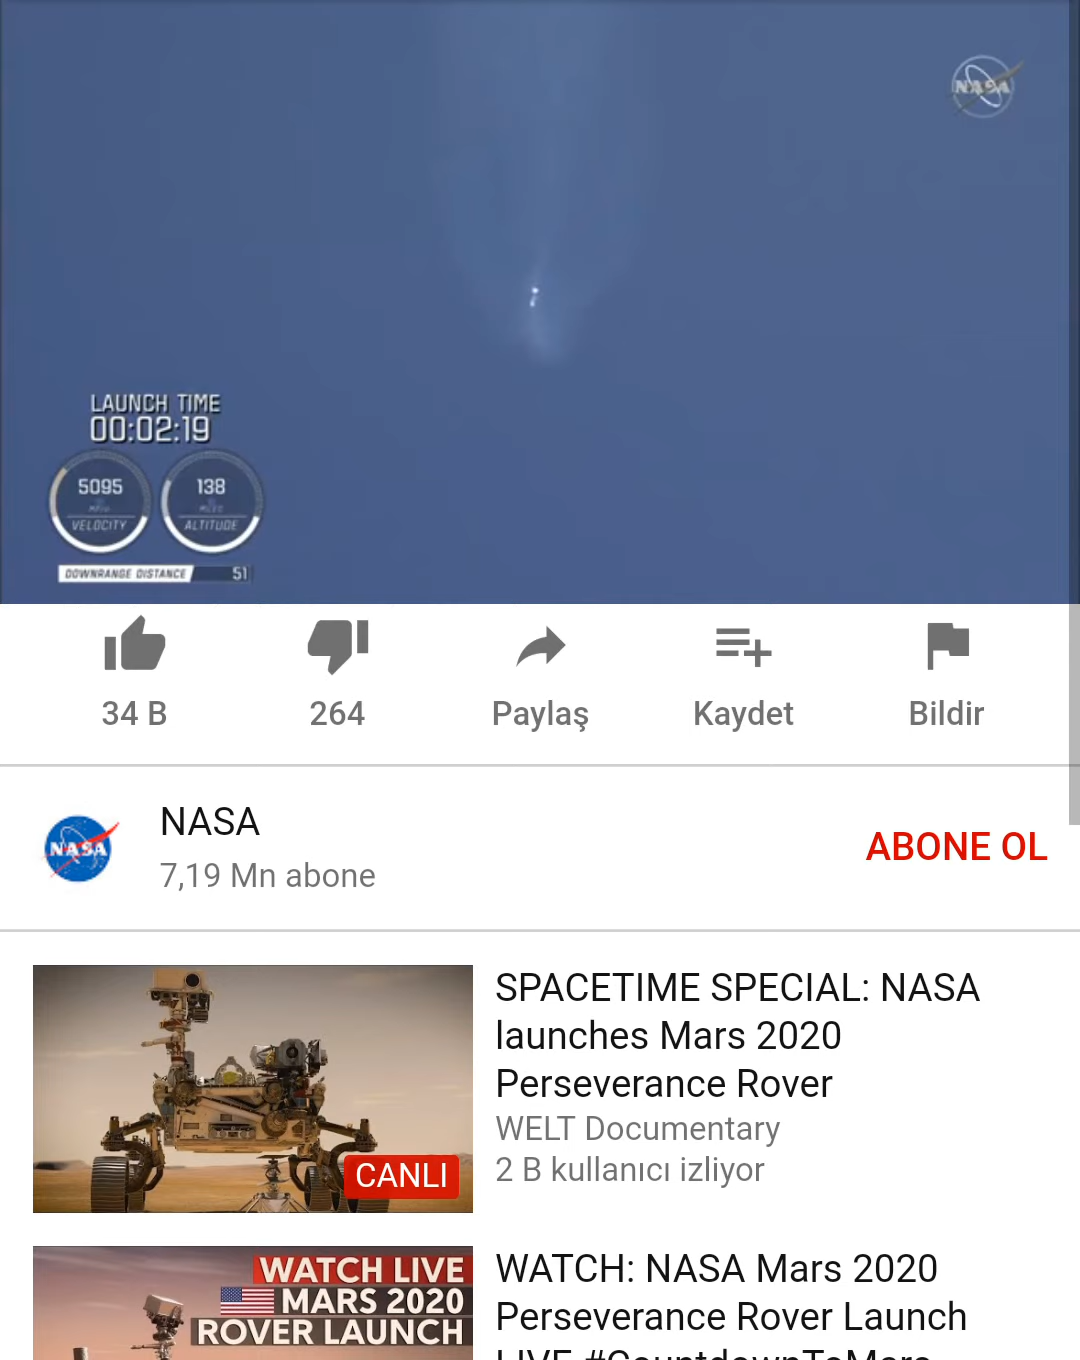 NASA
LAUNCH TIME
00:02:19
5095
138
VELOCITY
ALTITUDE
DOWNRANGE DISTANCE 51
34 B
264
Paylaş
Kaydet
Bildir
NASA
NASA
7,19 Mn abone
ABONE OL
CANLI
SPACETIME SPECIAL: NASA
launches Mars 2020
Perseverance Rover
WELT Documentary
2 B kullanıcı izliyor
WATCH LIVE
MARS 2020
ROVER LAUNCH
WATCH: NASA Mars 2020
Perseverance Rover Launch
LIVE #CountdownToMars